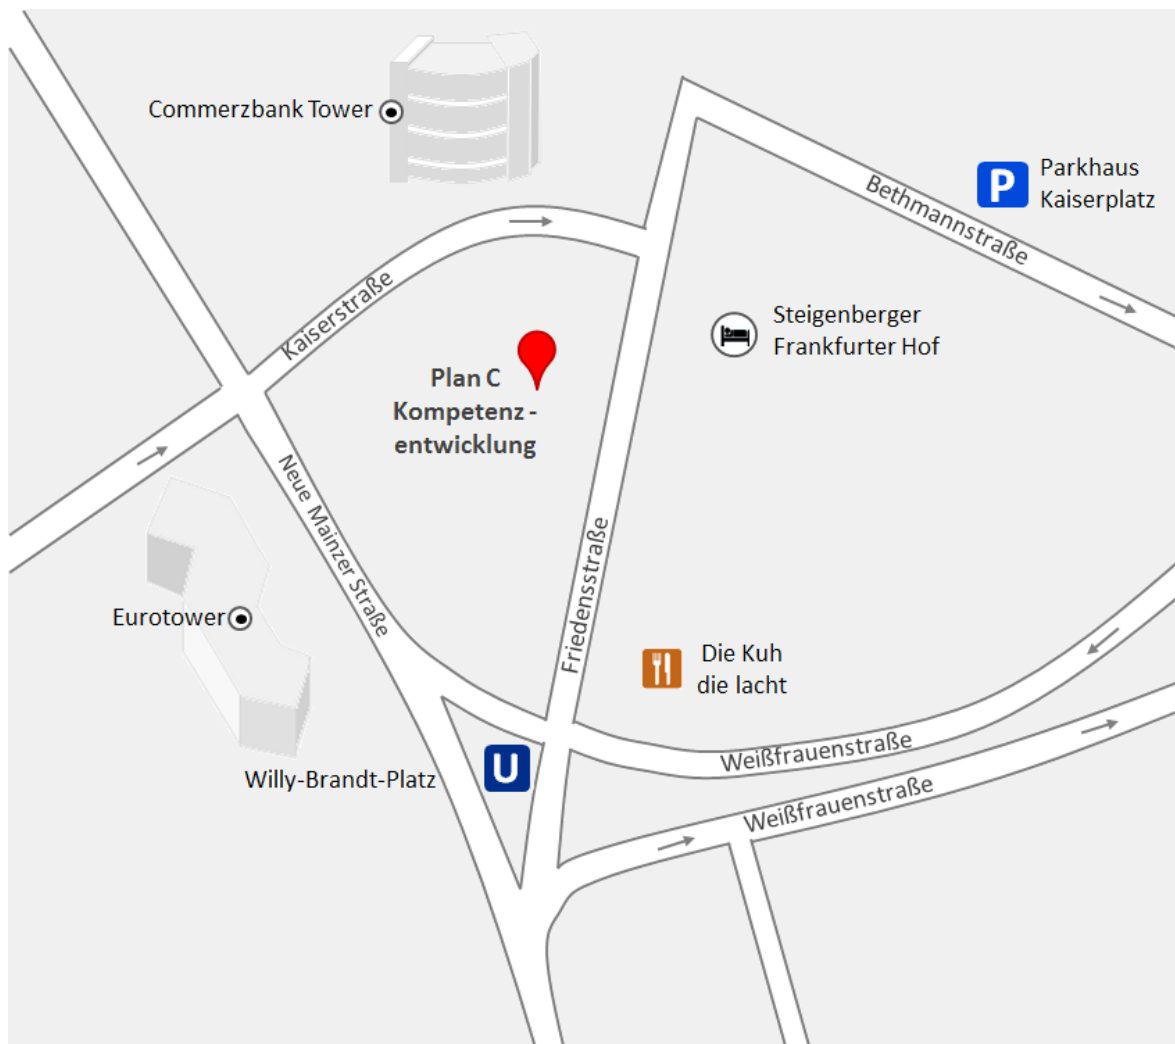 Commerzbank Tower
P
Parkhaus
Kaiserplatz
Bethmannstraße
Kaiserstraße
Steigenberger
Frankfurter Hof
Plan C
Kompetenz -
entwicklung
Neue Mainzer Straße
Friedensstraße
Eurotower
Die Kuh
die lacht
Weißfrauenstraße
U
Willy-Brandt-Platz
Weißfrauenstraße